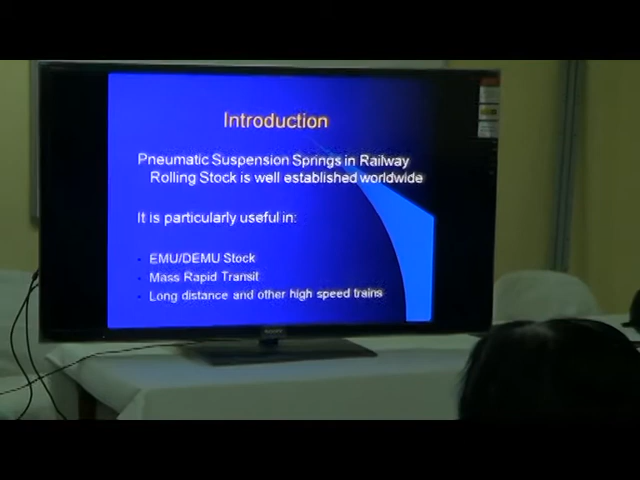 Introduction
Pneumatic Suspension Springs in Railway
Rolling Stock is well established worldwide
It is particularly useful in:
• EMU/DEMU Stock
• Mass Rapid Transit
• Long distance and other high speed trains